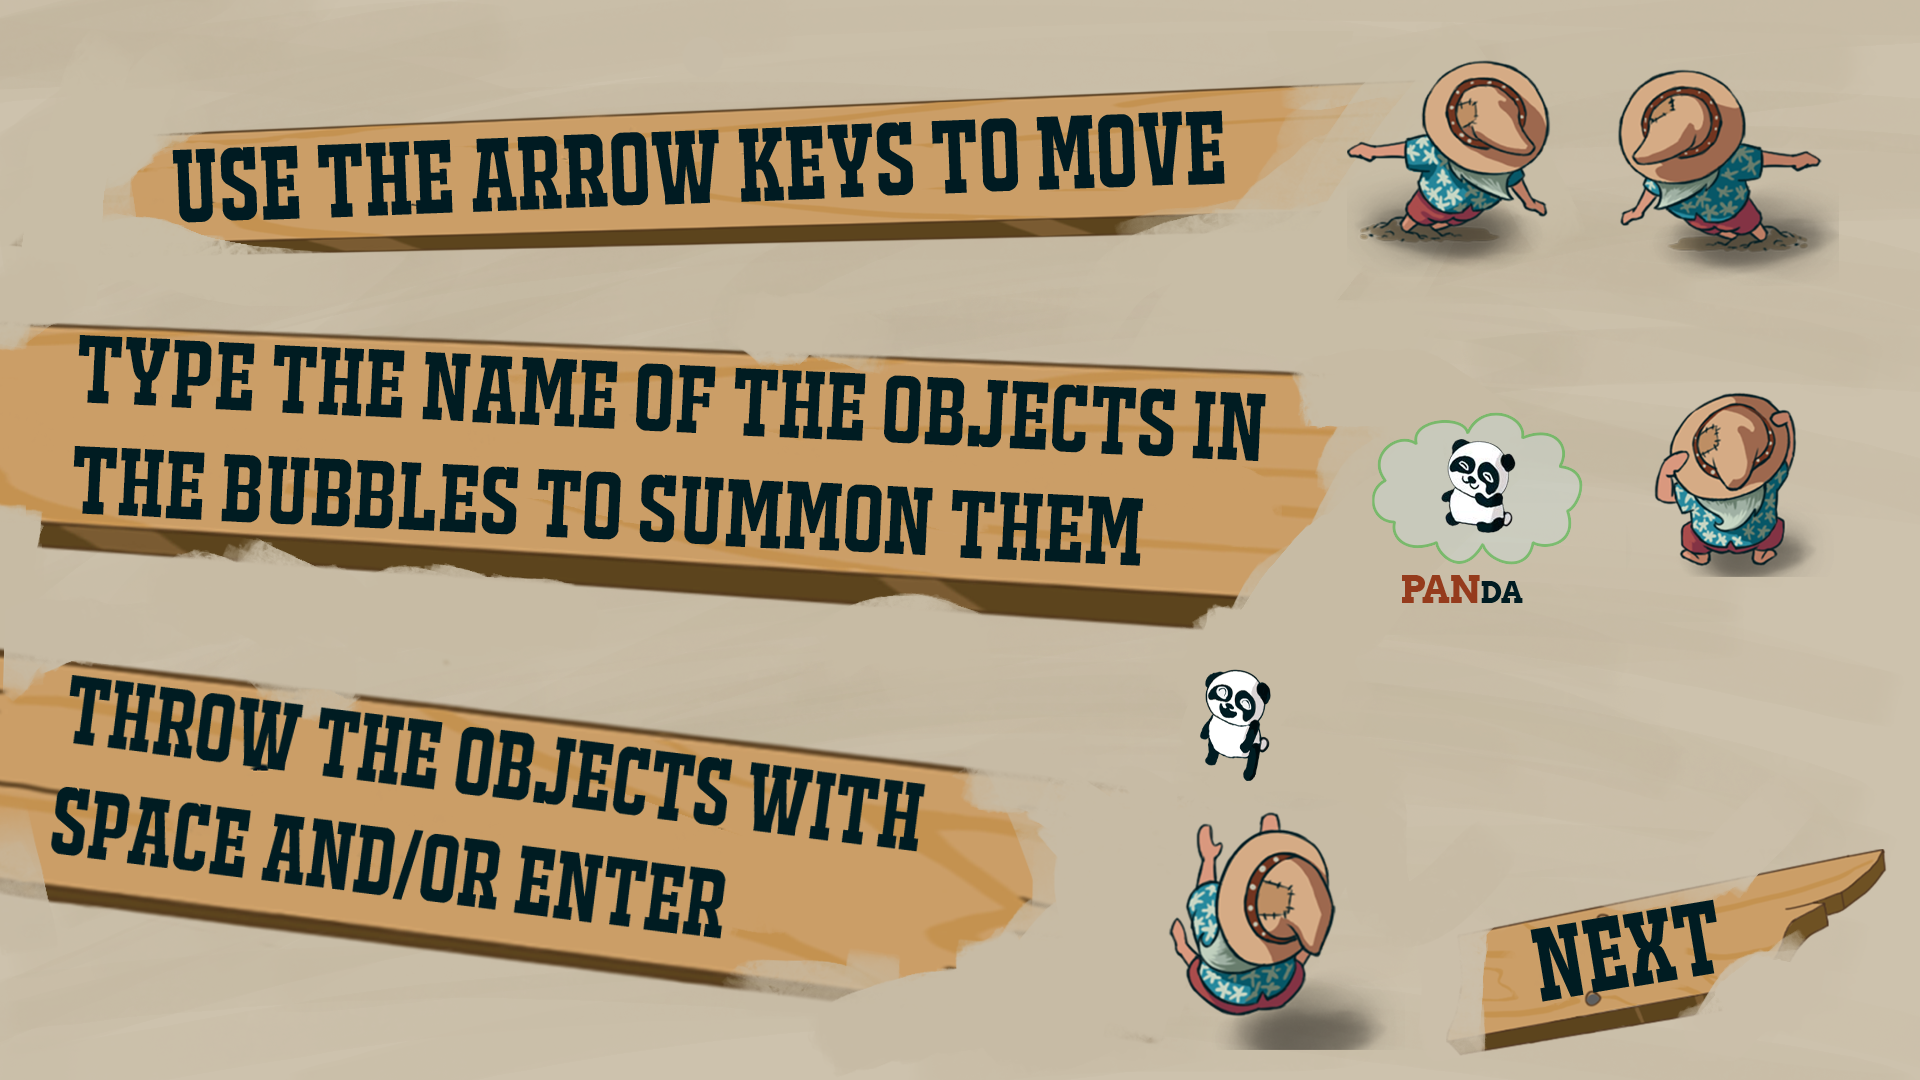 USE THE ARROW KEYS TO MOVE
TYPE THE NAME OF THE OBJECTS IN
THE BUBBLES TO SUMMON THEM
PANDA
THROW THE OBJECTS WITH
SPACE AND/OR ENTER
NEXT